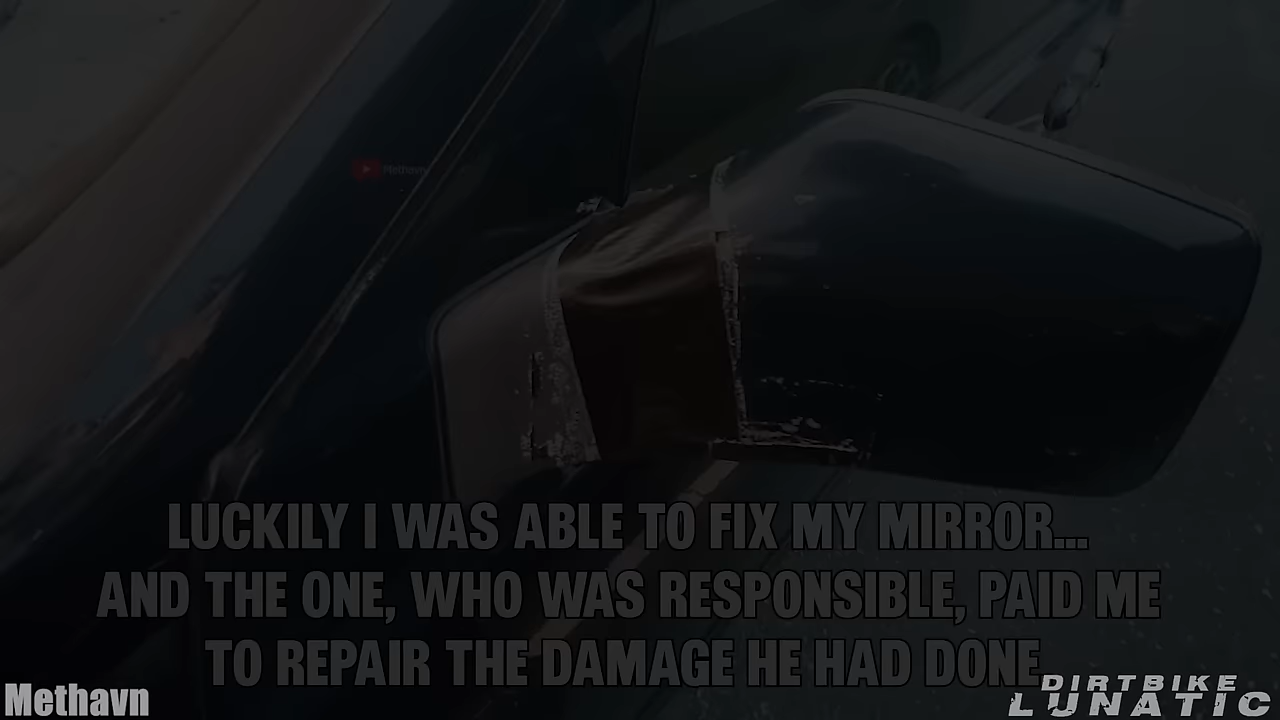 Methavn
LUCKILY I WAS ABLE TO FIX MY MIRROR...
AND THE ONE, WHO WAS RESPONSIBLE, PAID ME
TO REPAIR THE DAMAGE HE HAD DONE.
Methavn
DIRTBIKE
LUNATIC